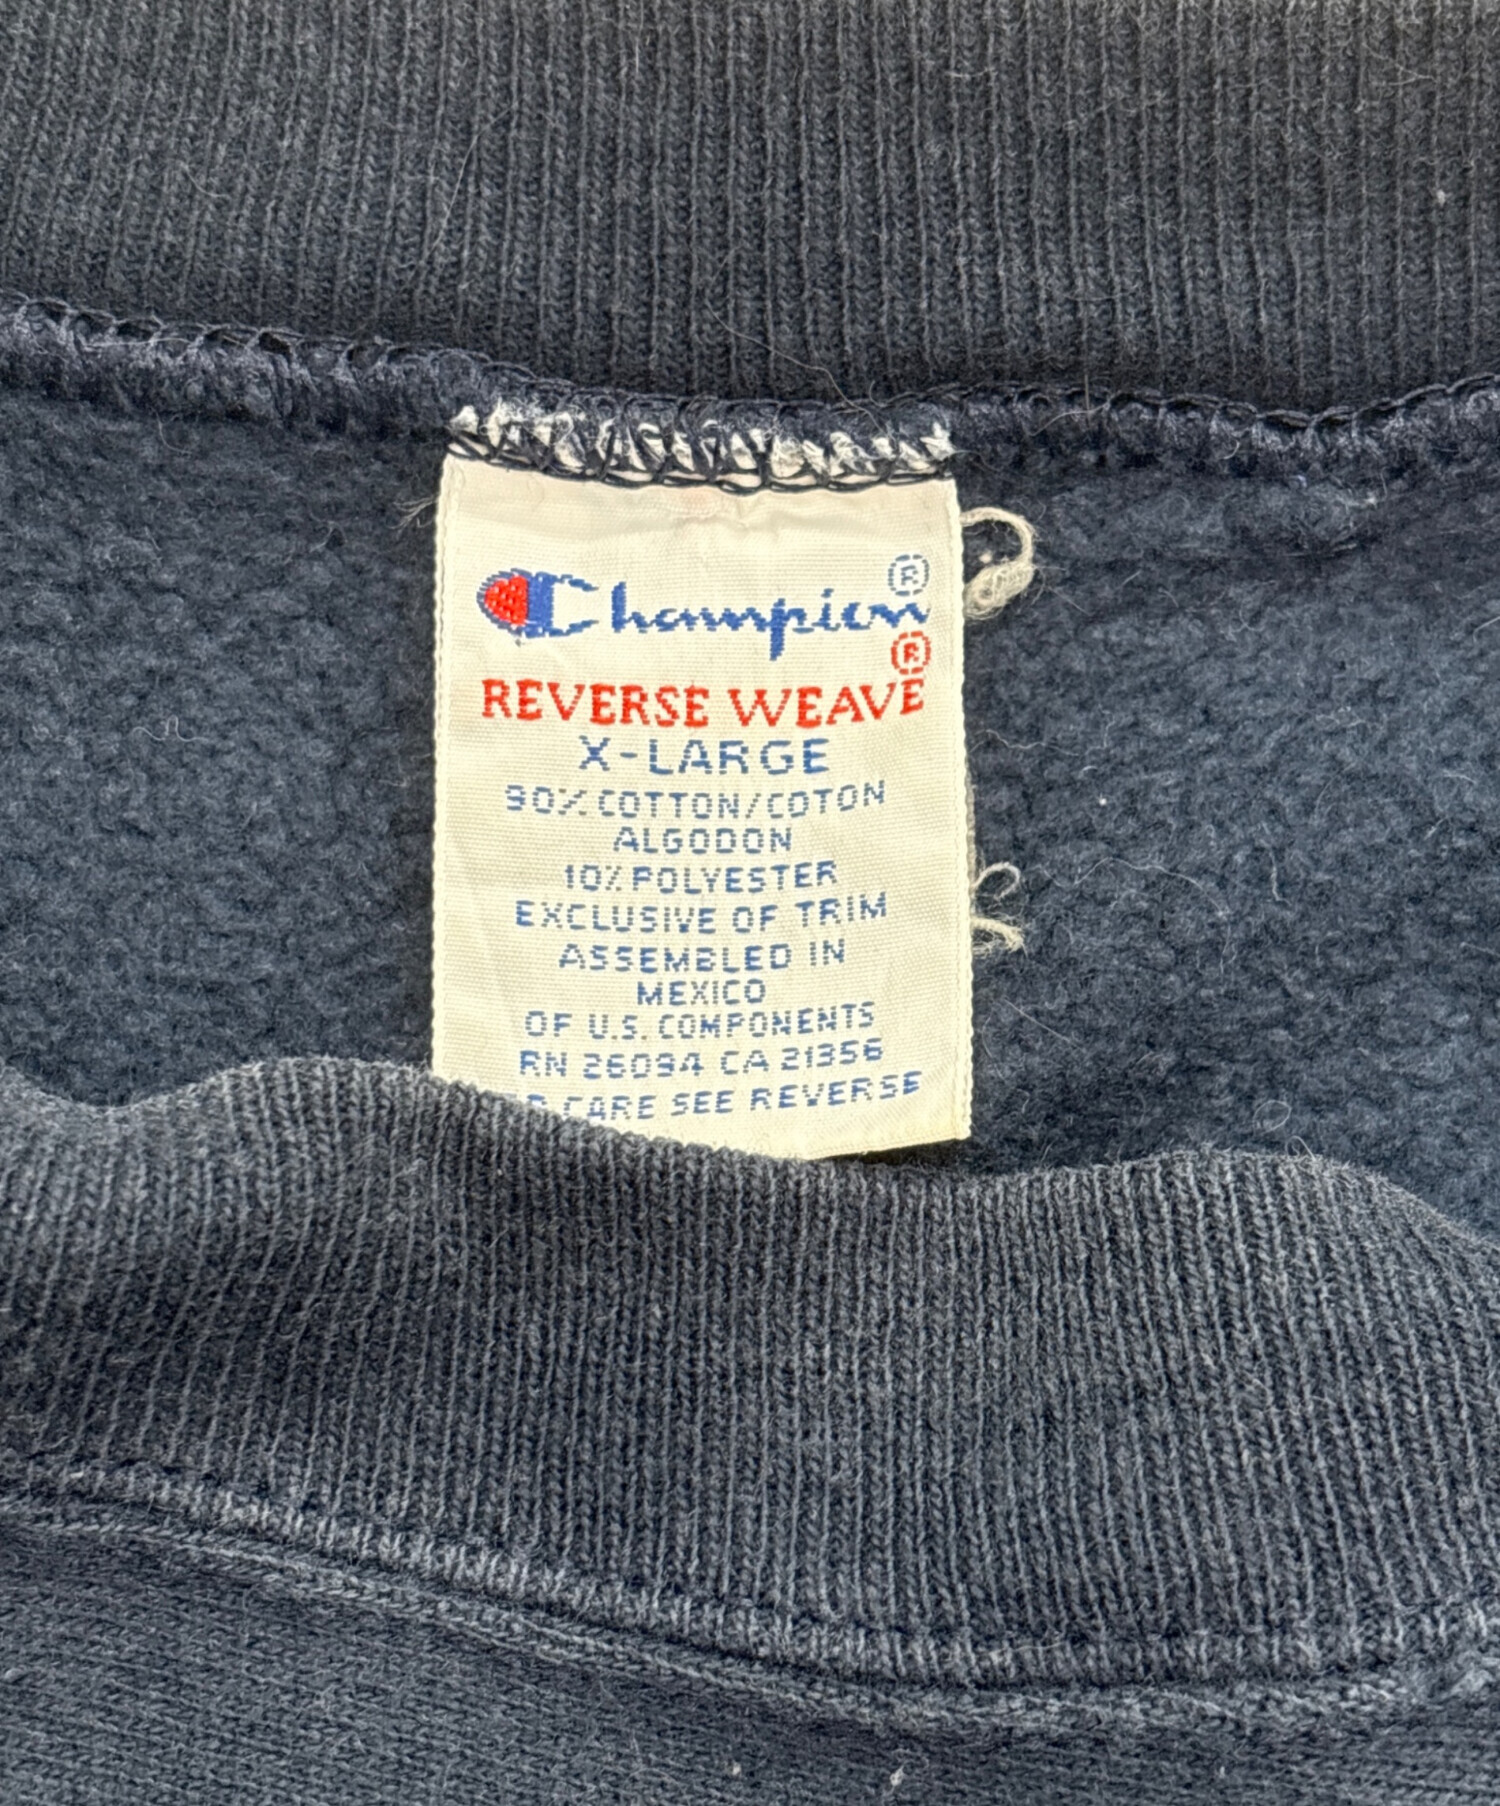 Champion®
®
REVERSE WEAVE
X-LARGE
90% COTTON/COTON
ALGODON
10% POLYESTER
EXCLUSIVE OF TRIM
ASSEMBLED IN
MEXICO
OF U.S. COMPONENTS
RN 26094 CA 21356
CARE SEE REVERSE